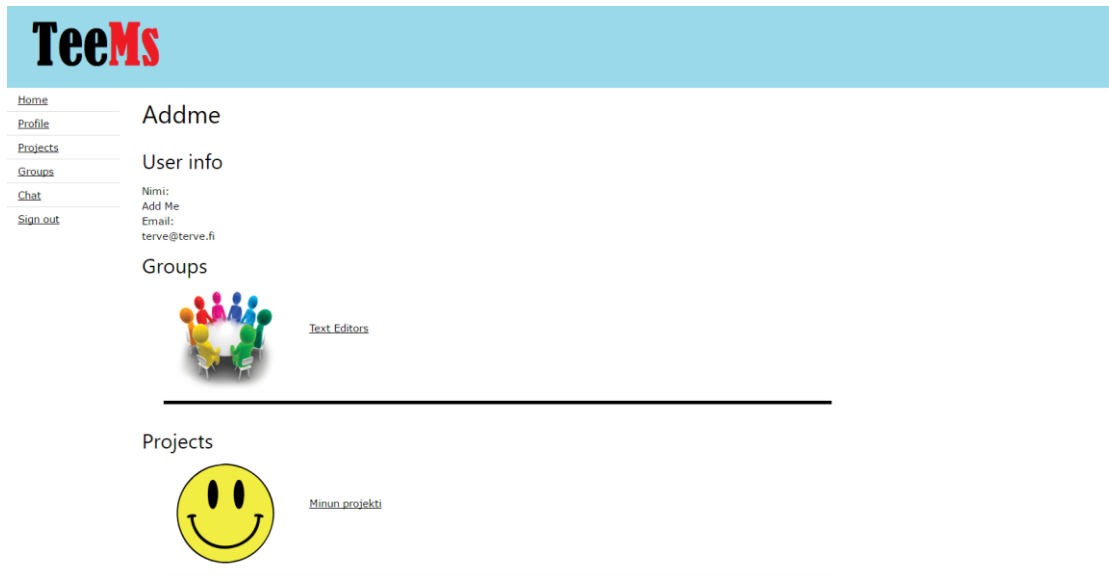 TeeMs
Home
Profile
Projects
Groups
Chat
Sign out
Addme
User info
Nimi:
Add Me
Email:
terve@terve.fi
Groups
Text Editors
Projects
Minun projekti